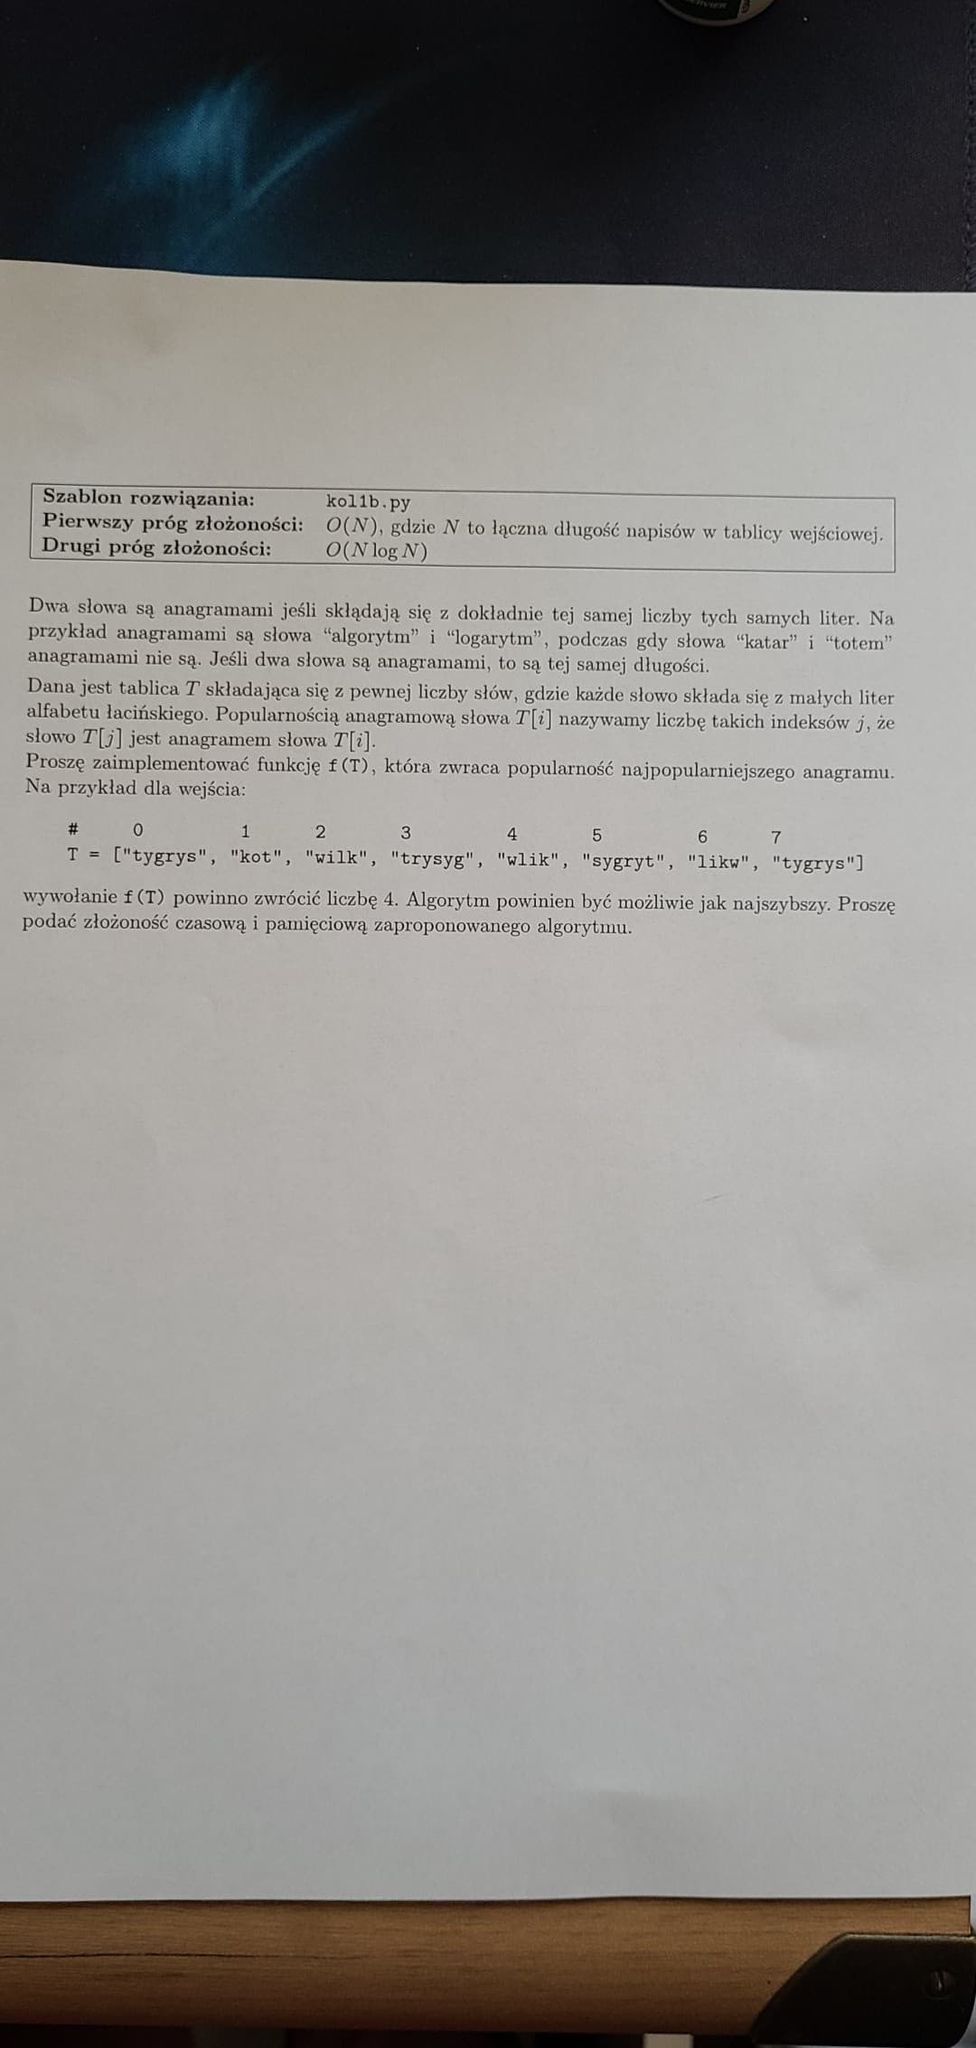 Szablon rozwiązania: kol1b.py
Pierwszy próg złożoności: O(N), gdzie N to łączna długość napisów w tablicy wejściowej.
Drugi próg złożoności: O(N log N)
Dwa słowa są anagramami jeśli skłądają się z dokładnie tej samej liczby tych samych liter. Na
przykład anagramami są słowa “algorytm” i “logarytm”, podczas gdy słowa “katar” i “totem”
anagramami nie są. Jeśli dwa słowa są anagramami, to są tej samej długości.
Dana jest tablica T składająca się z pewnej liczby słów, gdzie każde słowo składa się z małych liter
alfabetu łacińskiego. Popularnością anagramową słowa T[i] nazywamy liczbę takich indeksów j, że
słowo T[j] jest anagramem słowa T[i].
Proszę zaimplementować funkcję f(T), która zwraca popularność najpopularniejszego anagramu.
Na przykład dla wejścia:
# 0 1 2 3 4 5 6 7
T = ["tygrys", "kot", "wilk", "trysyg", "wlik", "sygryt", "likw", "tygrys"]
wywołanie f(T) powinno zwrócić liczbę 4. Algorytm powinien być możliwie jak najszybszy. Proszę
podać złożoność czasową i pamięciową zaproponowanego algorytmu.